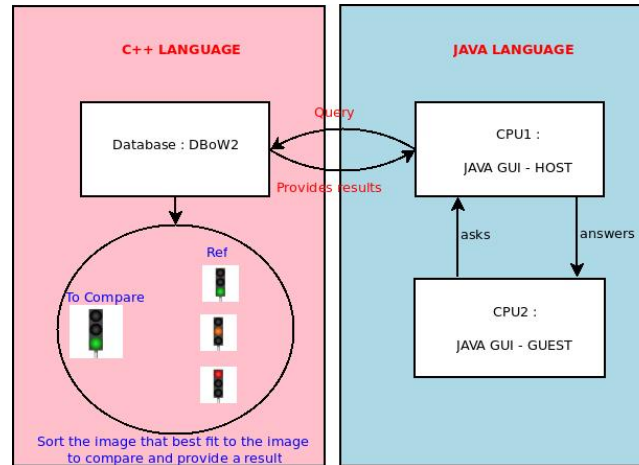 C++ LANGUAGE
JAVA LANGUAGE
Query
Database : DBoW2
CPU1 :
JAVA GUI - HOST
Provides results
asks
answers
Ref
To Compare
CPU2 :
JAVA GUI - GUEST
Sort the image that best fit to the image
to compare and provide a result